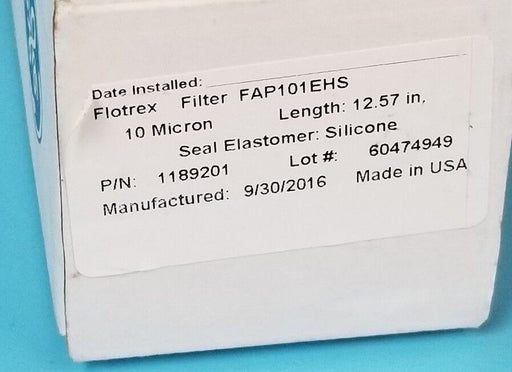 Date Installed:
Flotrex Filter FAP101EHS
10 Micron Length: 12.57 in,
Seal Elastomer: Silicone
P/N: 1189201 Lot #: 60474949
Manufactured: 9/30/2016 Made in USA